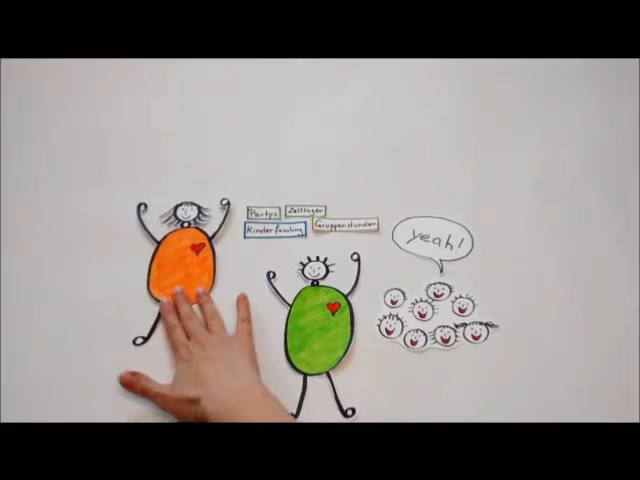 Partys
Zeltlager
Kinderfasching
Gruppenstunden
yeah!